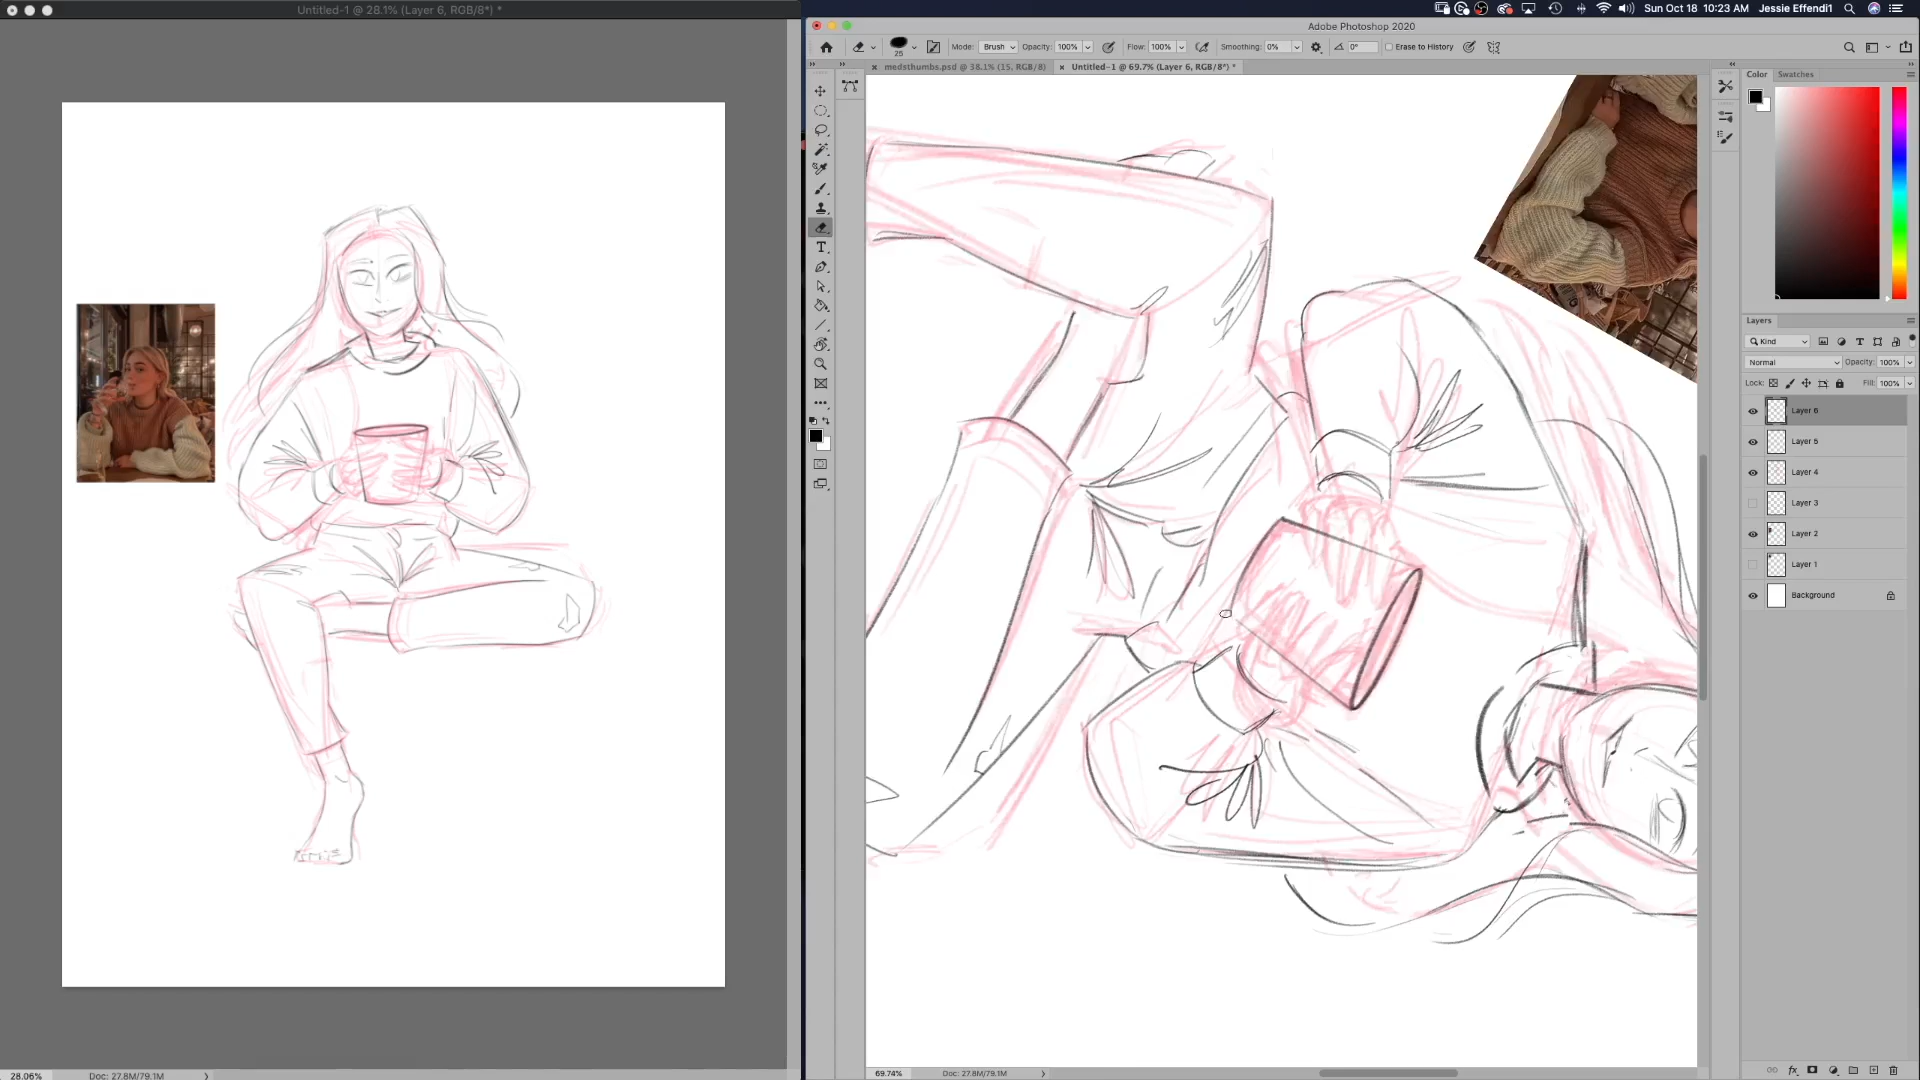 Untitled-1 @ 28.1% (Layer 6, RGB/8*) *
Sun Oct 18 10:23 AM Jessie Effendi1
Adobe Photoshop 2020
25
Mode: Brush Opacity: 100% Flow: 100% Smoothing: 0% 0° Erase to History
medsthumbs.psd @ 38.1% (15, RGB/8)
Untitled-1 @ 69.7% (Layer 6, RGB/8*) *
Color Swatches
Layers
Kind
Normal Opacity: 100%
Lock: Fill: 100%
Layer 6
Layer 5
Layer 4
Layer 3
Layer 2
Layer 1
Background
28.06% Doc: 27.8M/79.1M
69.74% Doc: 27.8M/79.1M